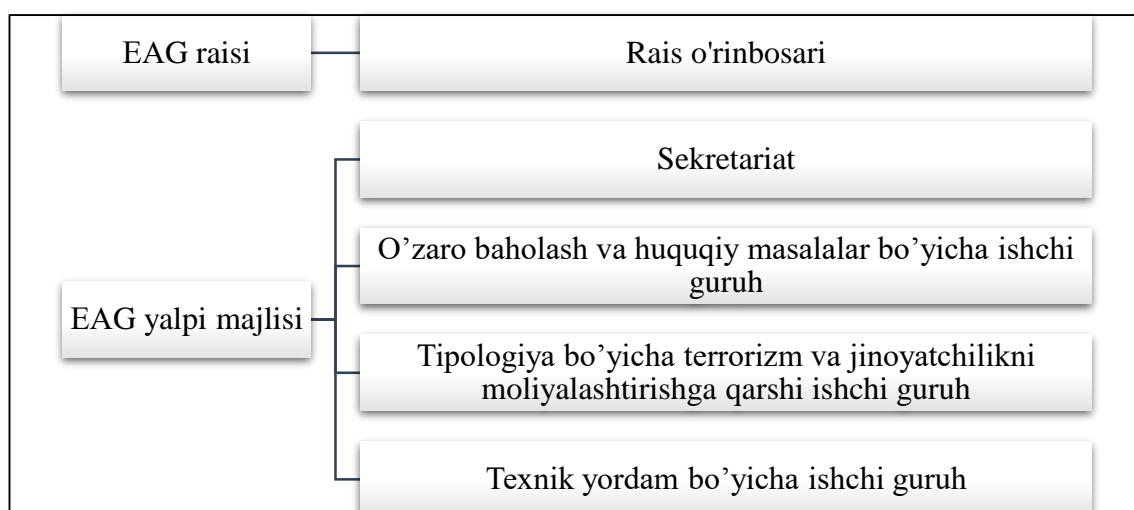 EAG raisi
Rais o'rinbosari
Sekretariat
O’zaro baholash va huquqiy masalalar bo’yicha ishchi
guruh
EAG yalpi majlisi
Tipologiya bo’yicha terrorizm va jinoyatchilikni
moliyalashtirishga qarshi ishchi guruh
Texnik yordam bo’yicha ishchi guruh